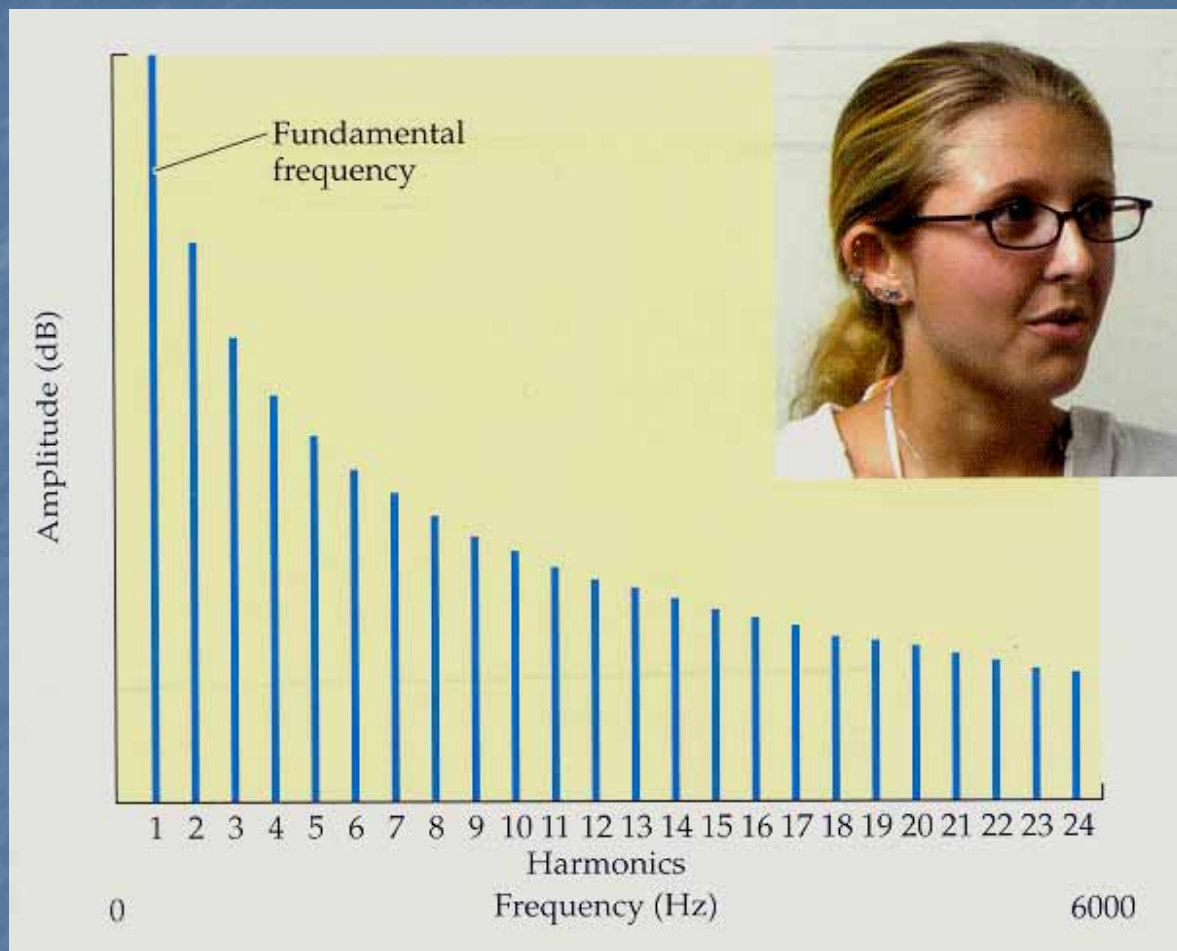 Fundamental
frequency
Amplitude (dB)
1 2 3 4 5 6 7 8 9 10 11 12 13 14 15 16 17 18 19 20 21 22 23 24
Harmonics
Frequency (Hz)
0 6000